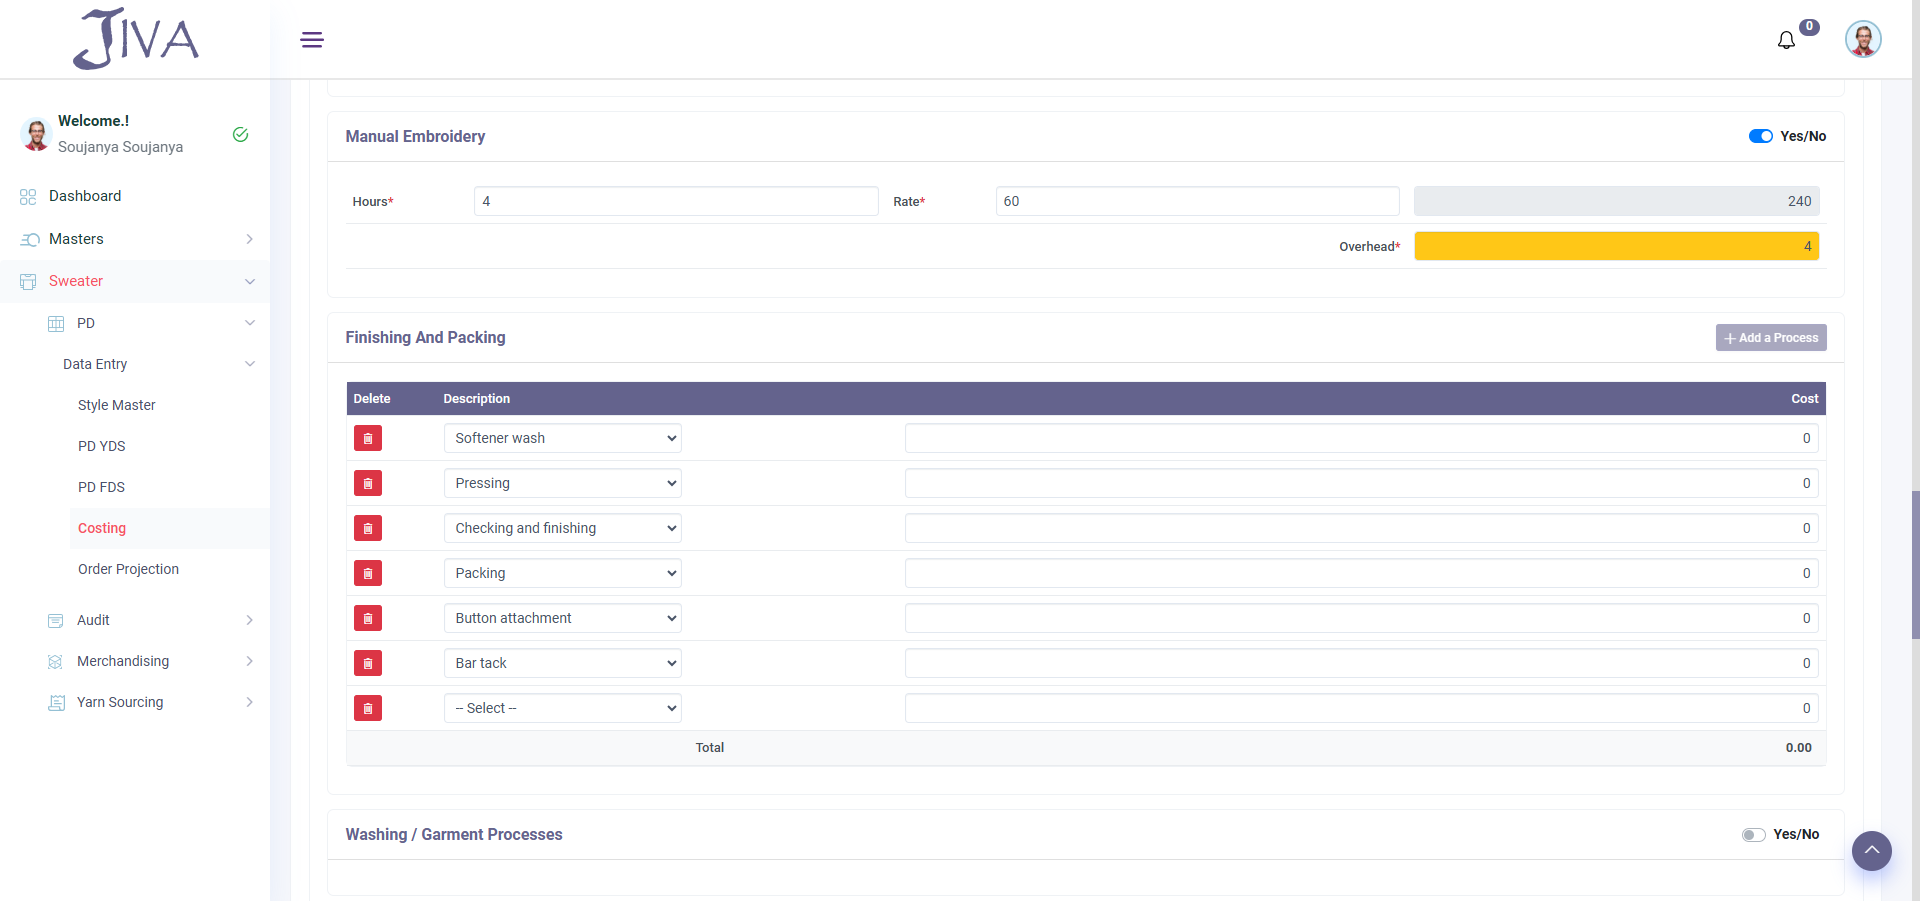 JIVA
0
Welcome.!
Soujanya Soujanya
Dashboard
Masters
Sweater
PD
Data Entry
Style Master
PD YDS
PD FDS
Costing
Order Projection
Audit
Merchandising
Yarn Sourcing
Manual Embroidery
Yes/No
Hours* 4 Rate* 60 240
Overhead* 4
Finishing And Packing
Add a Process
Delete Description Cost
Softener wash 0
Pressing 0
Checking and finishing 0
Packing 0
Button attachment 0
Bar tack 0
-- Select -- 0
Total 0.00
Washing / Garment Processes
Yes/No